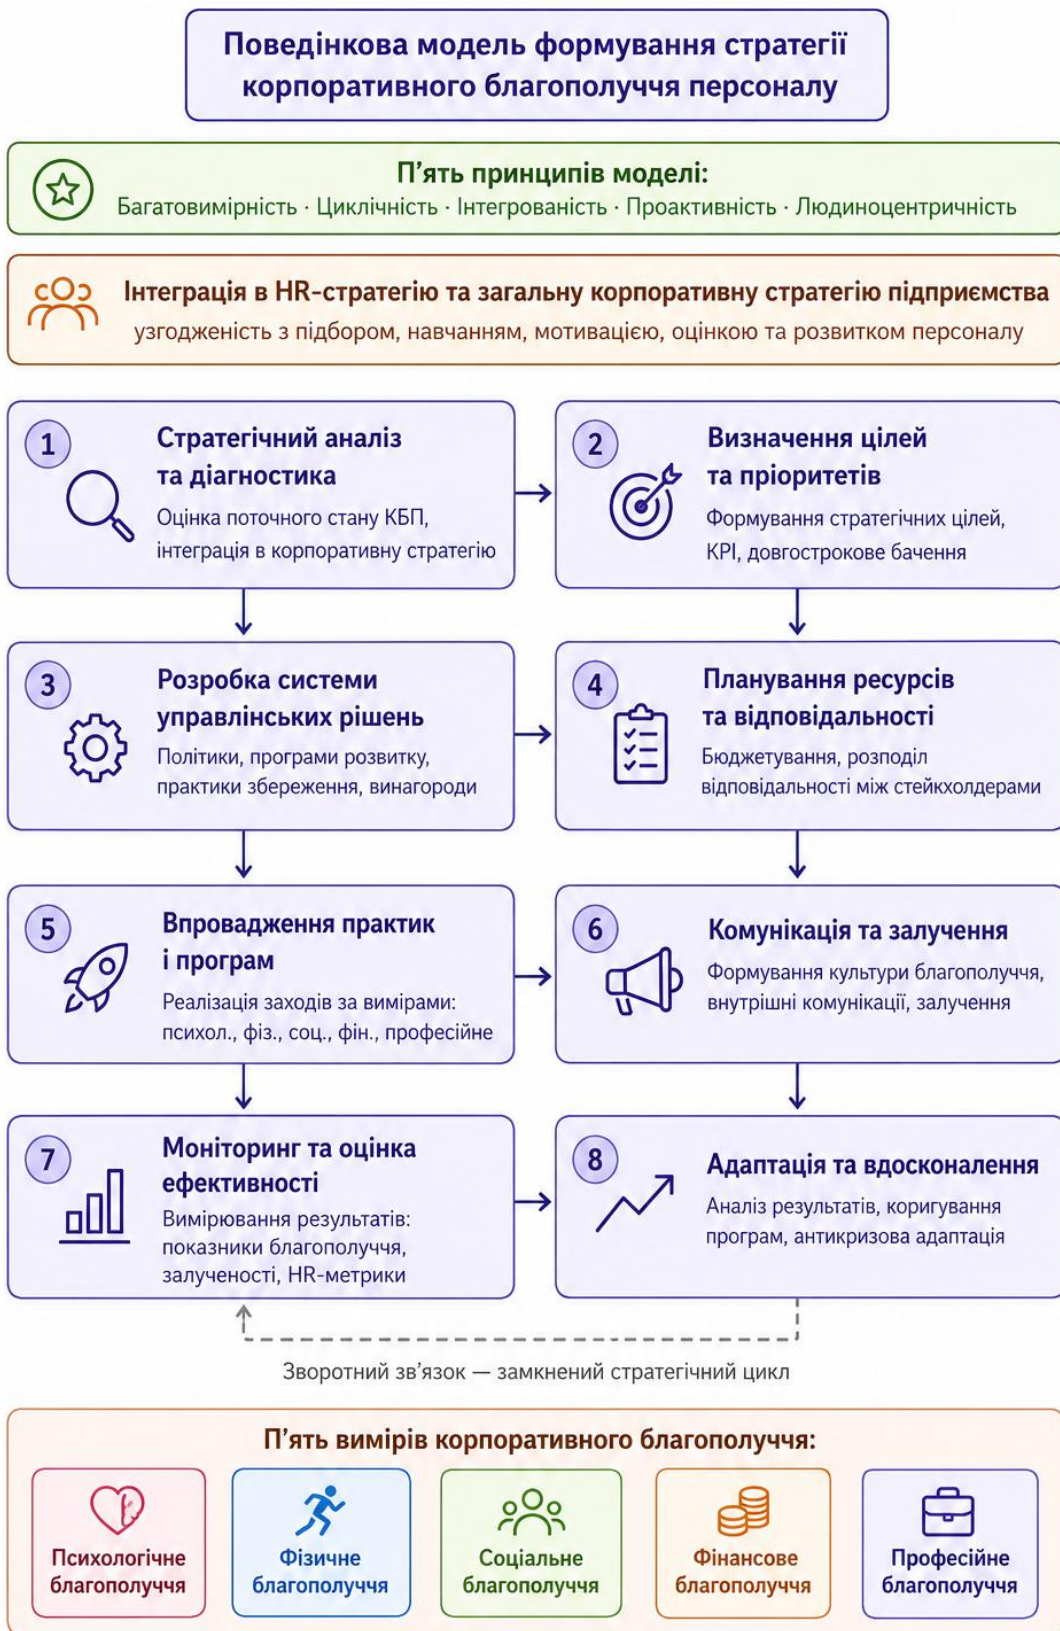 Поведінкова модель формування стратегії
корпоративного благополуччя персоналу
П’ять принципів моделі:
Багатовимірність · Циклічність · Інтегрованість · Проактивність · Людиноцентричність
Інтеграція в HR-стратегію та загальну корпоративну стратегію підприємства
узгодженість з підбором, навчанням, мотивацією, оцінкою та розвитком персоналу
1
Стратегічний аналіз
та діагностика
Оцінка поточного стану КБП,
інтеграція в корпоративну стратегію
2
Визначення цілей
та пріоритетів
Формування стратегічних цілей,
KPI, довгострокове бачення
3
Розробка системи
управлінських рішень
Політики, програми розвитку,
практики збереження, винагороди
4
Планування ресурсів
та відповідальності
Бюджетування, розподіл
відповідальності між стейкхолдерами
5
Впровадження практик
і програм
Реалізація заходів за вимірами:
психол., фіз., соц., фін., професійне
6
Комунікація та залучення
Формування культури благополуччя,
внутрішні комунікації, залучення
7
Моніторинг та оцінка
ефективності
Вимірювання результатів:
показники благополуччя,
залученості, HR-метрики
8
Адаптація та вдосконалення
Аналіз результатів, коригування
програм, антикризова адаптація
Зворотний зв’язок — замкнений стратегічний цикл
П’ять вимірів корпоративного благополуччя:
Психологічне
благополуччя
Фізичне
благополуччя
Соціальне
благополуччя
Фінансове
благополуччя
Професійне
благополуччя